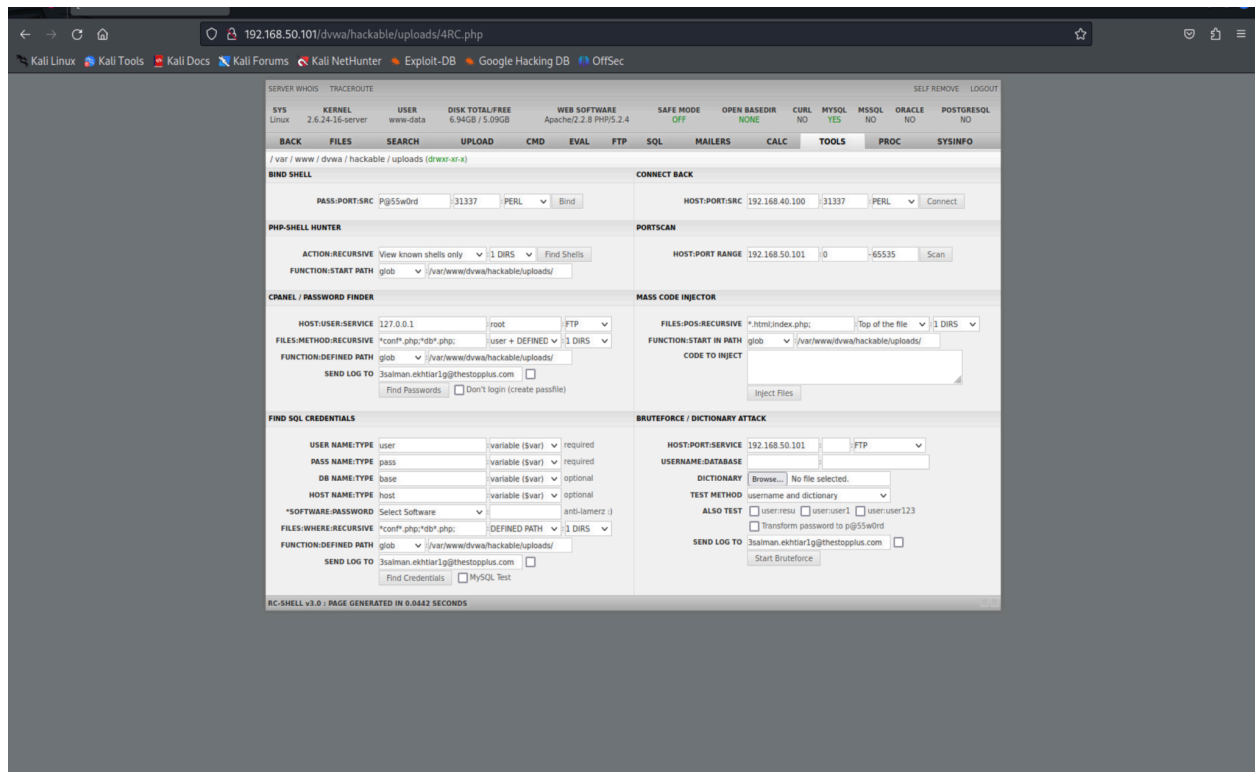 192.168.50.101/dvwa/hackable/uploads/4RC.php
Kali Linux Kali Tools Kali Docs Kali Forums Kali NetHunter Exploit-DB Google Hacking DB OffSec
SERVER WHOIS TRACEROUTE SELF REMOVE LOGOUT
SYS KERNEL USER DISK TOTAL/FREE WEB SOFTWARE SAFE MODE OPEN BASEDIR CURL MYSQL MSSQL ORACLE POSTGRESQL
Linux 2.6.24-16-server www-data 6.94GB / 5.09GB Apache/2.2.8 PHP/5.2.4 OFF NONE NO YES NO NO NO
BACK FILES SEARCH UPLOAD CMD EVAL FTP SQL MAILERS CALC TOOLS PROC SYSINFO
/ var / www / dvwa / hackable / uploads (drwxr-xr-x)
BIND SHELL
PASS:PORT:SRC P@55w0rd :31337 :PERL Bind
CONNECT BACK
HOST:PORT:SRC 192.168.40.100 :31337 :PERL Connect
PHP-SHELL HUNTER
ACTION:RECURSIVE View known shells only :1 DIRS Find Shells
FUNCTION:START PATH glob :/var/www/dvwa/hackable/uploads/
PORTSCAN
HOST:PORT RANGE 192.168.50.101 :0 -65535 Scan
CPANEL / PASSWORD FINDER
HOST:USER:SERVICE 127.0.0.1 :root :FTP
FILES:METHOD:RECURSIVE *conf*.php;*db*.php; :user + DEFINED :1 DIRS
FUNCTION:DEFINED PATH glob :/var/www/dvwa/hackable/uploads/
SEND LOG TO 3salman.ekhtiar1g@thestopplus.com
Find Passwords Don't login (create passfile)
MASS CODE INJECTOR
FILES:POS:RECURSIVE *.html;index.php; :Top of the file :1 DIRS
FUNCTION:START IN PATH glob :/var/www/dvwa/hackable/uploads/
CODE TO INJECT
Inject Files
FIND SQL CREDENTIALS
USER NAME:TYPE user :variable ($var) required
PASS NAME:TYPE pass :variable ($var) required
DB NAME:TYPE base :variable ($var) optional
HOST NAME:TYPE host :variable ($var) optional
*SOFTWARE:PASSWORD Select Software : anti-lamerz :)
FILES:WHERE:RECURSIVE *conf*.php;*db*.php; :DEFINED PATH :1 DIRS
FUNCTION:DEFINED PATH glob :/var/www/dvwa/hackable/uploads/
SEND LOG TO 3salman.ekhtiar1g@thestopplus.com
Find Credentials MySQL Test
BRUTEFORCE / DICTIONARY ATTACK
HOST:PORT:SERVICE 192.168.50.101 : :FTP
USERNAME:DATABASE :
DICTIONARY Browse... No file selected.
TEST METHOD username and dictionary
ALSO TEST user:resu user:user1 user:user123
Transform password to p@55w0rd
SEND LOG TO 3salman.ekhtiar1g@thestopplus.com
Start Bruteforce
RC-SHELL v3.0 : PAGE GENERATED IN 0.0442 SECONDS